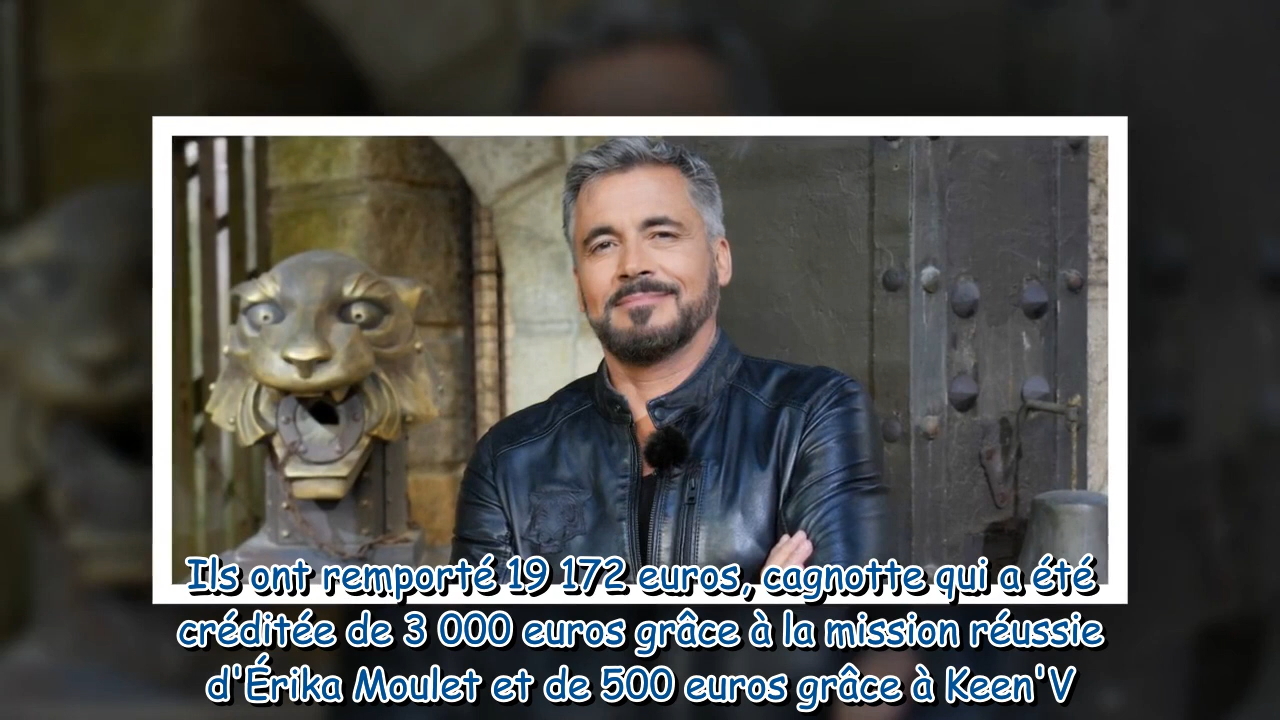 Ils ont remporté 19 172 euros, cagnotte qui a été
créditée de 3 000 euros grâce à la mission réussie
d'Érika Moulet et de 500 euros grâce à Keen'V